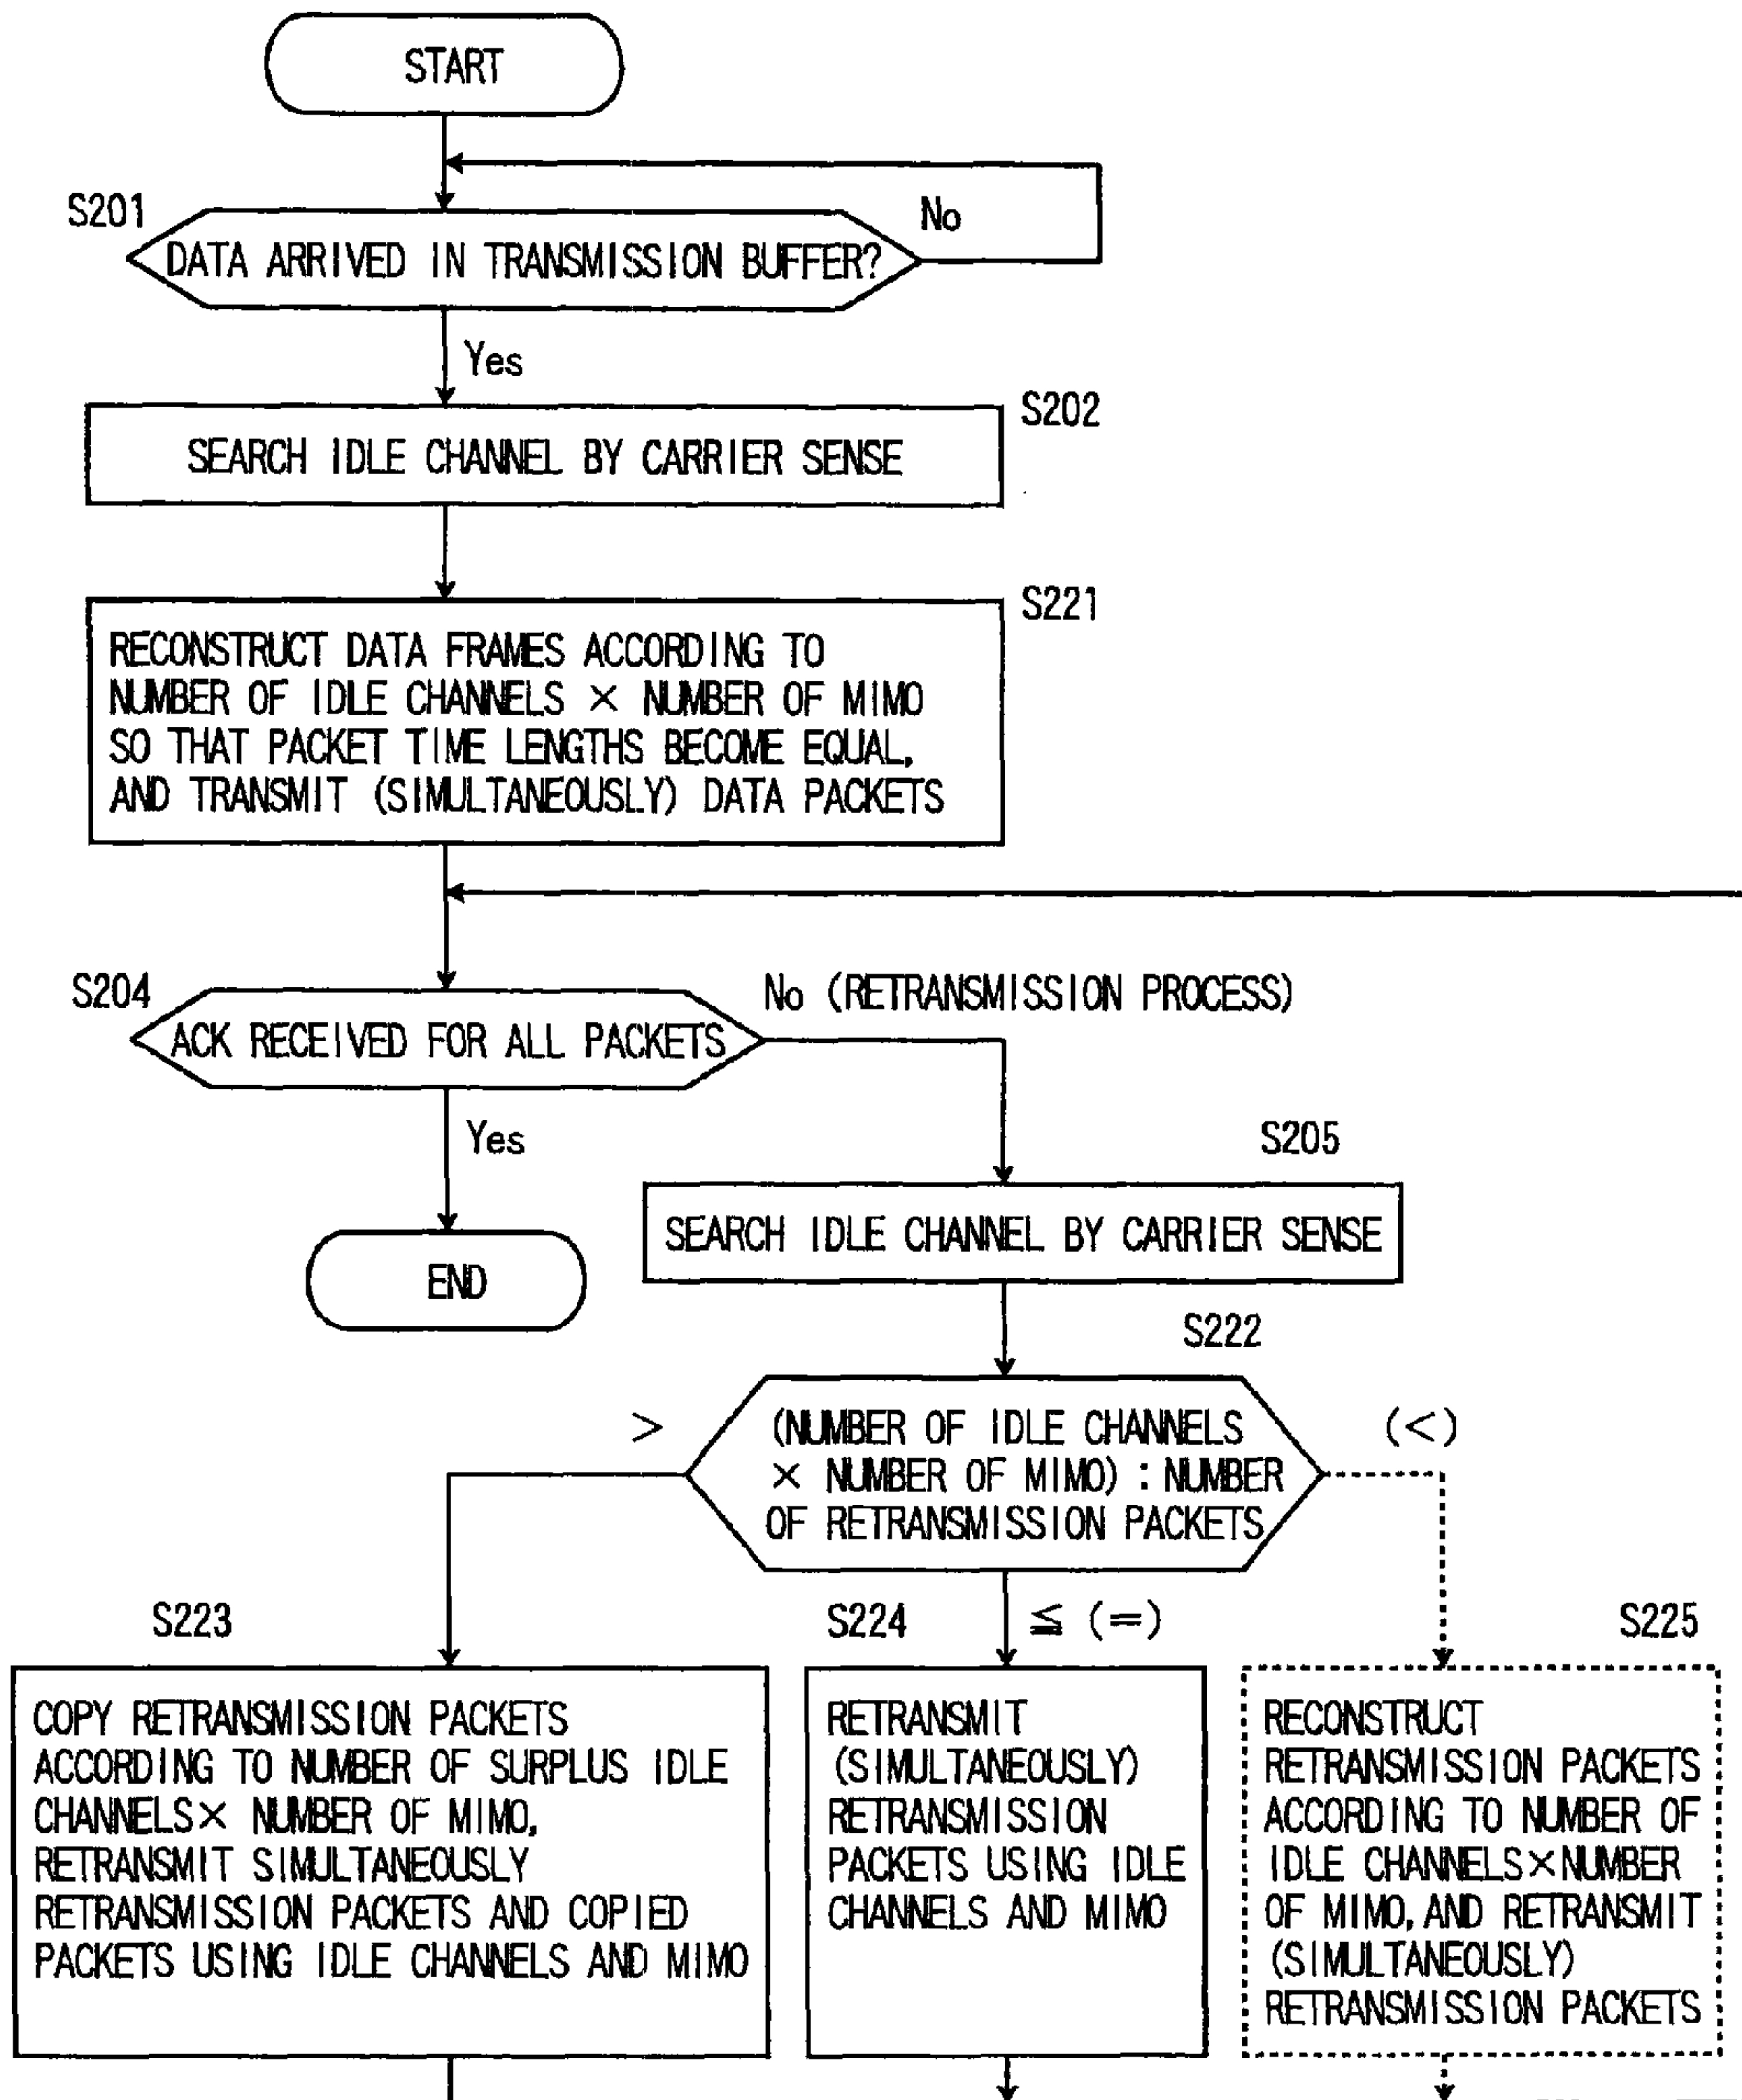 START
S201
DATA ARRIVED IN TRANSMISSION BUFFER?
No
Yes
S202
SEARCH IDLE CHANNEL BY CARRIER SENSE
S221
RECONSTRUCT DATA FRAMES ACCORDING TO
NUMBER OF IDLE CHANNELS × NUMBER OF MIMO
SO THAT PACKET TIME LENGTHS BECOME EQUAL,
AND TRANSMIT (SIMULTANEOUSLY) DATA PACKETS
S204
ACK RECEIVED FOR ALL PACKETS
No (RETRANSMISSION PROCESS)
Yes
END
S205
SEARCH IDLE CHANNEL BY CARRIER SENSE
S222
(NUMBER OF IDLE CHANNELS
× NUMBER OF MIMO) : NUMBER
OF RETRANSMISSION PACKETS
>
(<)
≦ (=)
S223
COPY RETRANSMISSION PACKETS
ACCORDING TO NUMBER OF SURPLUS IDLE
CHANNELS× NUMBER OF MIMO,
RETRANSMIT SIMULTANEOUSLY
RETRANSMISSION PACKETS AND COPIED
PACKETS USING IDLE CHANNELS AND MIMO
S224
RETRANSMIT
(SIMULTANEOUSLY)
RETRANSMISSION
PACKETS USING IDLE
CHANNELS AND MIMO
S225
RECONSTRUCT
RETRANSMISSION PACKETS
ACCORDING TO NUMBER OF
IDLE CHANNELS×NUMBER
OF MIMO, AND RETRANSMIT
(SIMULTANEOUSLY)
RETRANSMISSION PACKETS